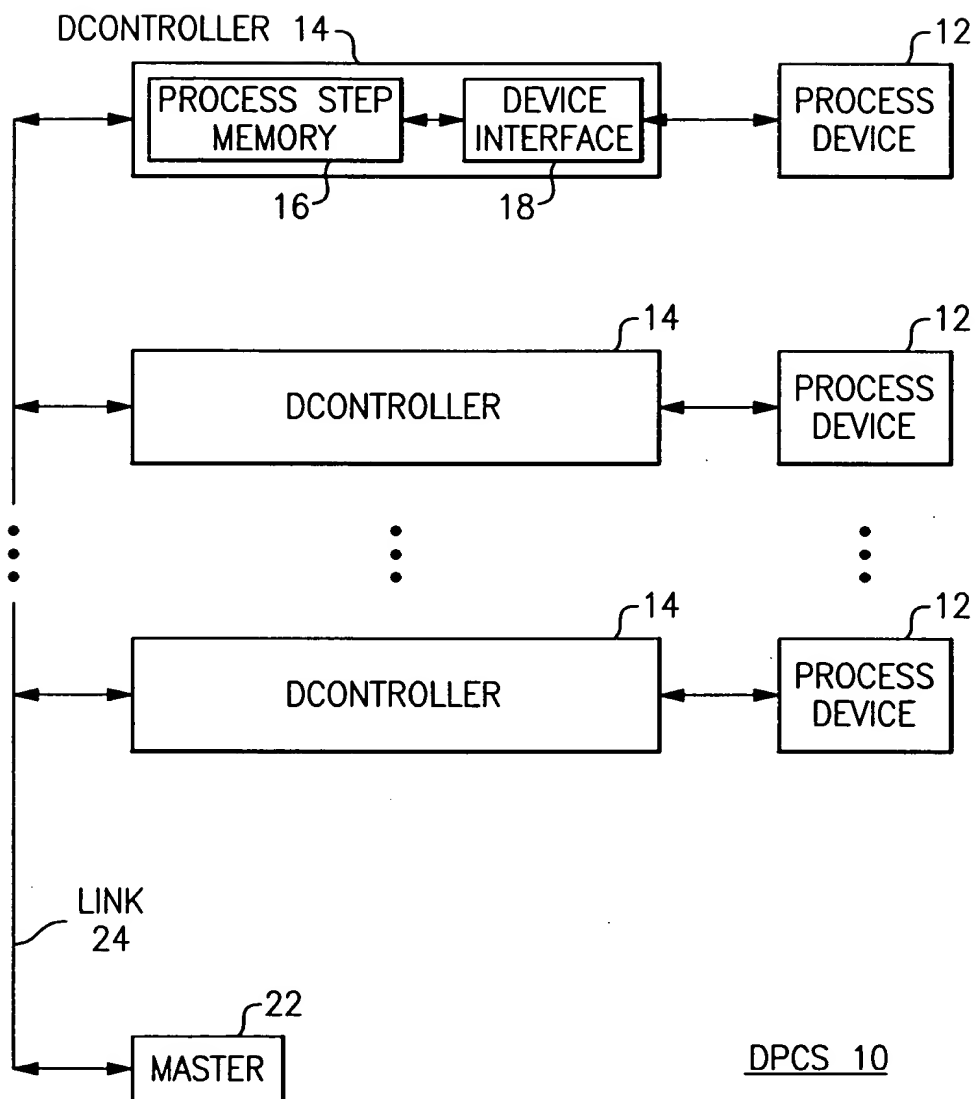 DCONTROLLER 14
12
PROCESS STEP
MEMORY
DEVICE
INTERFACE
PROCESS
DEVICE
16
18
14
12
DCONTROLLER
PROCESS
DEVICE
14
12
DCONTROLLER
PROCESS
DEVICE
LINK
24
22
MASTER
DPCS 10